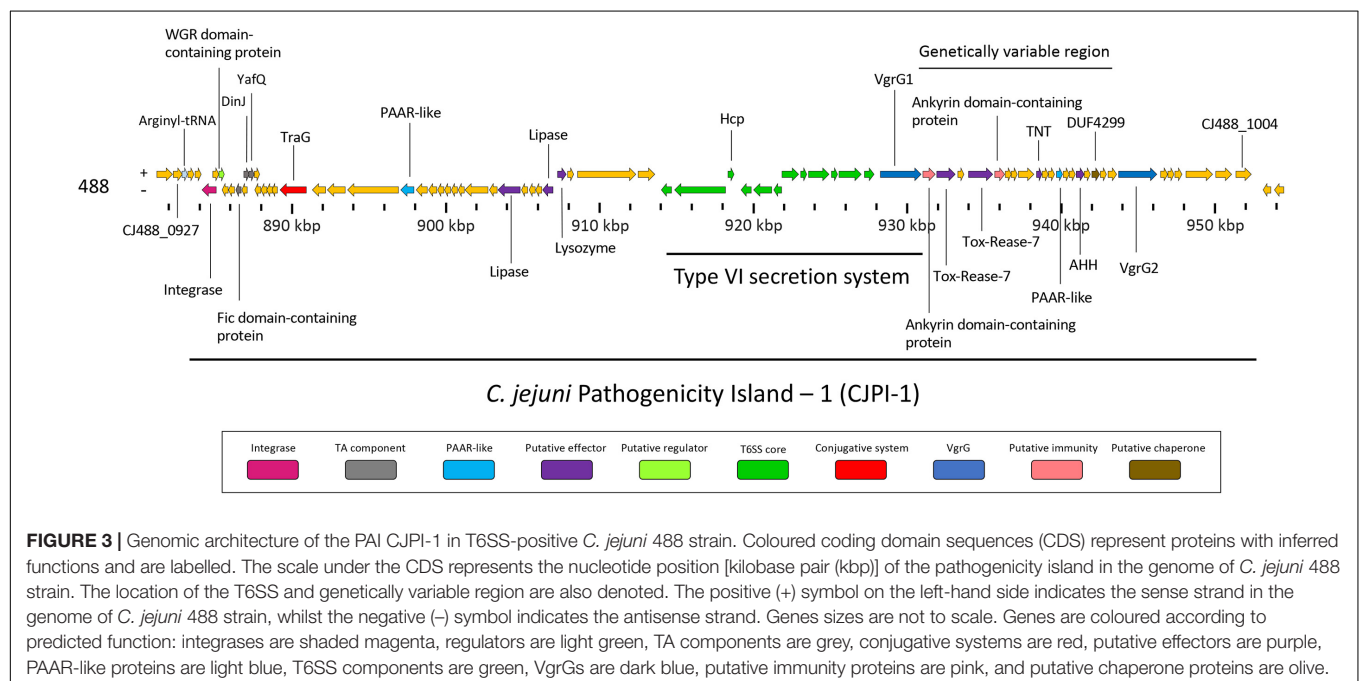 WGR domain-
containing protein
Genetically variable region
YafQ
VgrG1
DinJ
Ankyrin domain-containing
protein
PAAR-like
Arginyl-tRNA
Lipase
Hcp
TNT
DUF4299
CJ488_1004
TraG
488
+
-
890 kbp
900 kbp
910 kbp
920 kbp
930 kbp
940 kbp
950 kbp
CJ488_0927
Integrase
Fic domain-containing
protein
Lipase
Lysozyme
Type VI secretion system
Tox-Rease-7
Tox-Rease-7
AHH
VgrG2
PAAR-like
Ankyrin domain-containing
protein
C. jejuni Pathogenicity Island – 1 (CJPI-1)
Integrase
TA component
PAAR-like
Putative effector
Putative regulator
T6SS core
Conjugative system
VgrG
Putative immunity
Putative chaperone
FIGURE 3 | Genomic architecture of the PAI CJPI-1 in T6SS-positive C. jejuni 488 strain. Coloured coding domain sequences (CDS) represent proteins with inferred
functions and are labelled. The scale under the CDS represents the nucleotide position [kilobase pair (kbp)] of the pathogenicity island in the genome of C. jejuni 488
strain. The location of the T6SS and genetically variable region are also denoted. The positive (+) symbol on the left-hand side indicates the sense strand in the
genome of C. jejuni 488 strain, whilst the negative (–) symbol indicates the antisense strand. Genes sizes are not to scale. Genes are coloured according to
predicted function: integrases are shaded magenta, regulators are light green, TA components are grey, conjugative systems are red, putative effectors are purple,
PAAR-like proteins are light blue, T6SS components are green, VgrGs are dark blue, putative immunity proteins are pink, and putative chaperone proteins are olive.